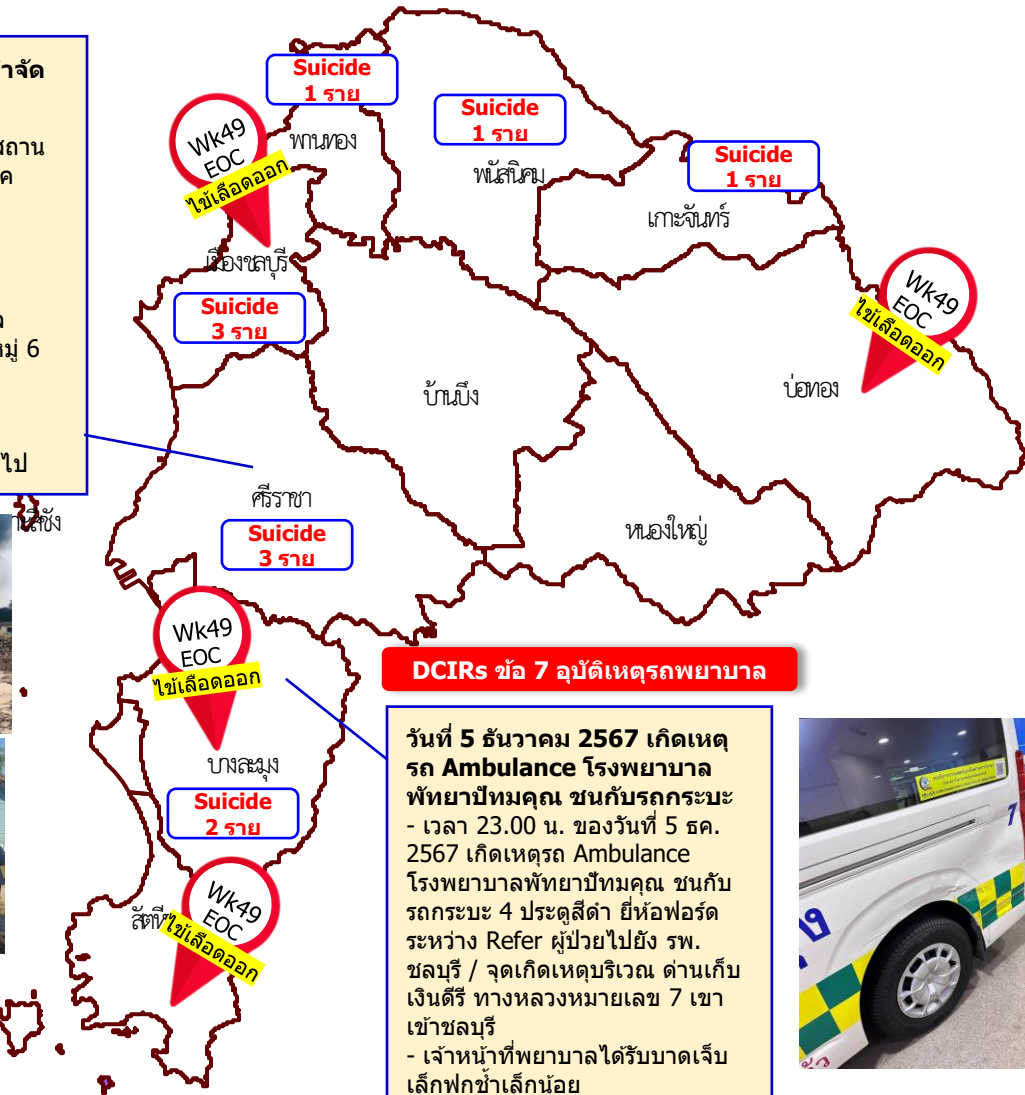 Suicide
1 ราย
Suicide
1 ราย
Suicide
1 ราย
Wk49
EOC
ไข้เลือดออก
พานทอง
พนัสนิคม
เกาะจันทร์
เมืองชลบุรี
Suicide
3 ราย
Wk49
EOC
ไข้เลือดออก
บ้านบึง
บ่อทอง
หมู่ 6
ไป
ศรีราชา
Suicide
3 ราย
หนองใหญ่
Wk49
EOC
ไข้เลือดออก
บางละมุง
Suicide
2 ราย
Wk49
EOC
ไข้เลือดออก
DCIRs ข้อ 7 อุบัติเหตุรถพยาบาล
วันที่ 5 ธันวาคม 2567 เกิดเหตุ
รถ Ambulance โรงพยาบาล
พัทยาปัทมคุณ ชนกับรถกระบะ
- เวลา 23.00 น. ของวันที่ 5 ธค.
2567 เกิดเหตุรถ Ambulance
โรงพยาบาลพัทยาปัทมคุณ ชนกับ
รถกระบะ 4 ประตูสีดำ ยี่ห้อฟอร์ด
ระหว่าง Refer ผู้ป่วยไปยัง รพ.
ชลบุรี / จุดเกิดเหตุบริเวณ ด่านเก็บ
เงินคีรี ทางหลวงหมายเลข 7 เขา
เข้าชลบุรี
- เจ้าหน้าที่พยาบาลได้รับบาดเจ็บ
เล็กฟกช้ำเล็กน้อย
7